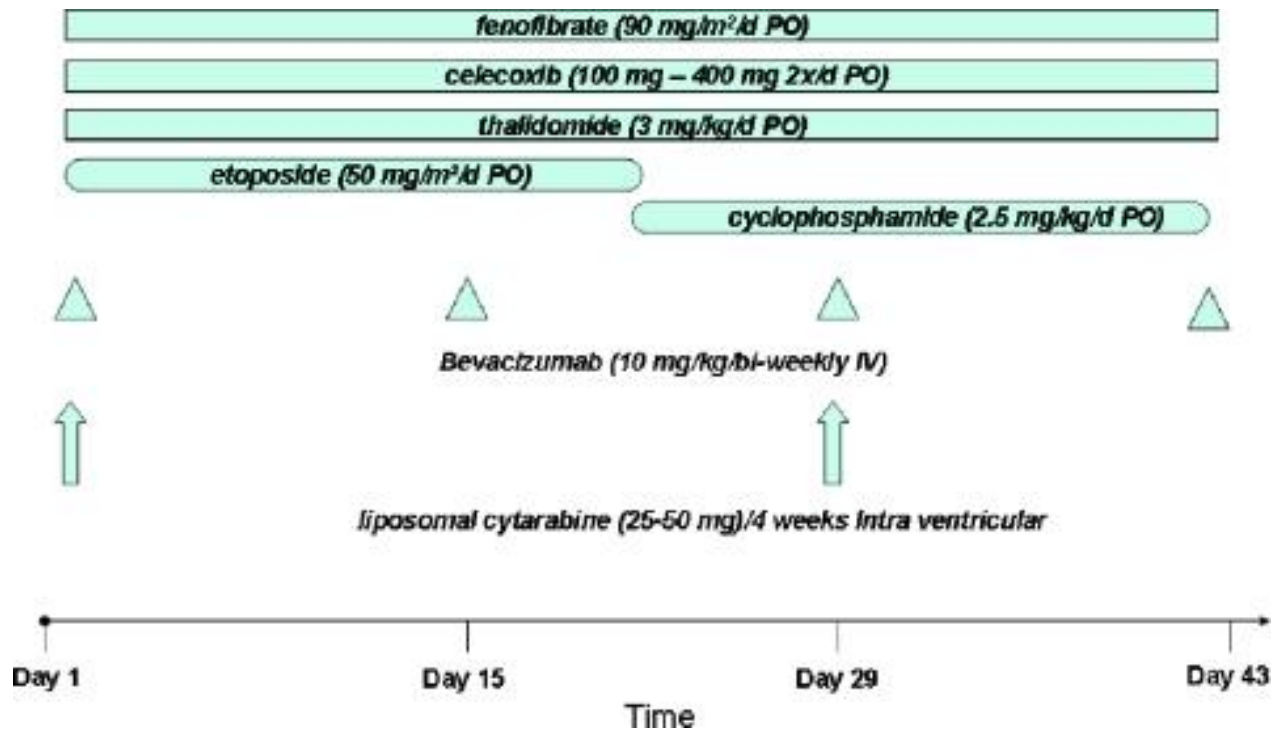 fenofibrate (90 mg/m²/d PO)
celecoxib (100 mg – 400 mg 2x/d PO)
thalidomide (3 mg/kg/d PO)
etoposide (50 mg/m²/d PO)
cyclophosphamide (2.5 mg/kg/d PO)
Bevacizumab (10 mg/kg/bi-weekly IV)
liposomal cytarabine (25-50 mg)/4 weeks Intra ventricular
Day 1 Day 15 Day 29 Day 43
Time